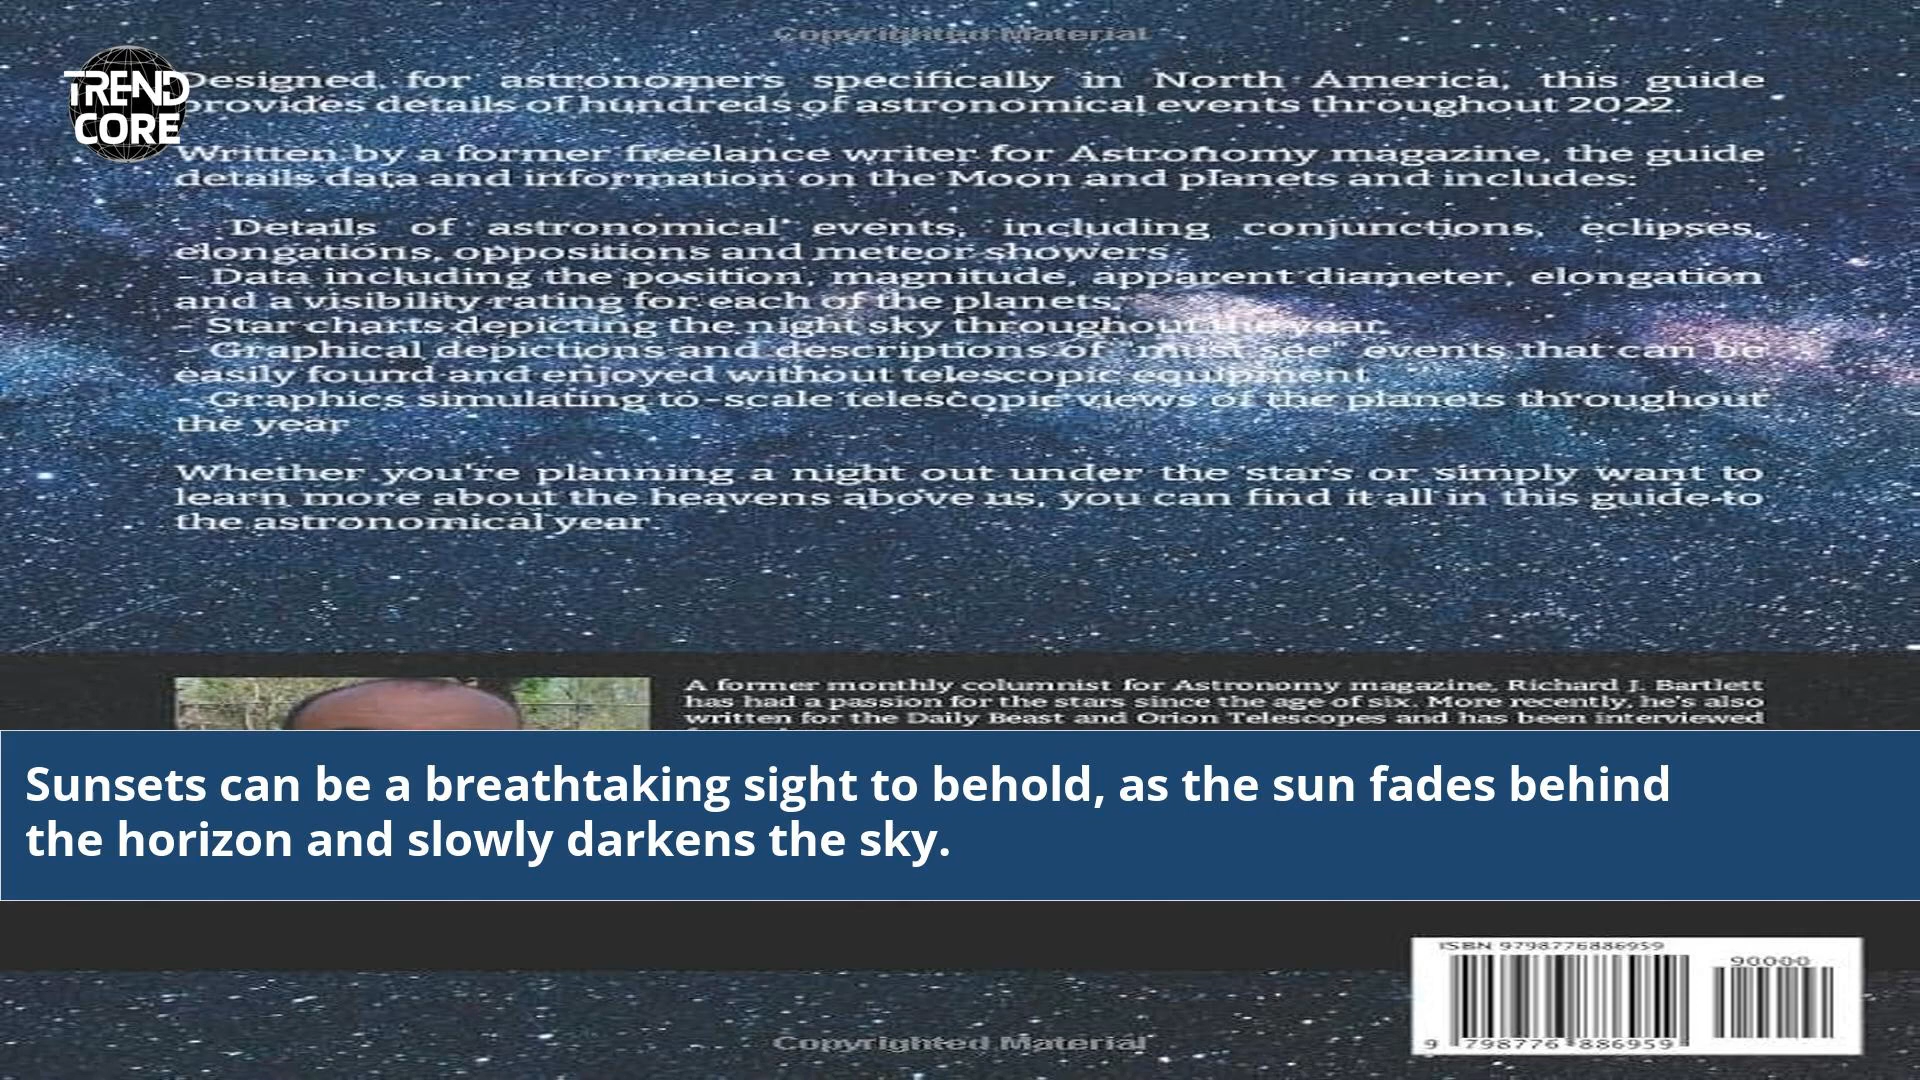 Copyrighted Material
TREND
CORE
Designed for astronomers specifically in North America, this guide
provides details of hundreds of astronomical events throughout 2022.
Written by a former freelance writer for Astronomy magazine, the guide
details data and information on the Moon and planets and includes:
- Details of astronomical events, including conjunctions, eclipses,
elongations, oppositions and meteor showers
- Data including the position, magnitude, apparent diameter, elongation
and a visibility rating for each of the planets.
- Star charts depicting the night sky throughout the year.
- Graphical depictions and descriptions of "must see" events that can be
easily found and enjoyed without telescopic equipment
- Graphics simulating to-scale telescopic views of the planets throughout
the year
Whether you're planning a night out under the stars or simply want to
learn more about the heavens above us, you can find it all in this guide to
the astronomical year.
A former monthly columnist for Astronomy magazine, Richard J. Bartlett
has had a passion for the stars since the age of six. More recently, he's also
written for the Daily Beast and Orion Telescopes and has been interviewed
Sunsets can be a breathtaking sight to behold, as the sun fades behind
the horizon and slowly darkens the sky.
ISBN 9798776886959
90000
9 798776 886959
Copyrighted Material